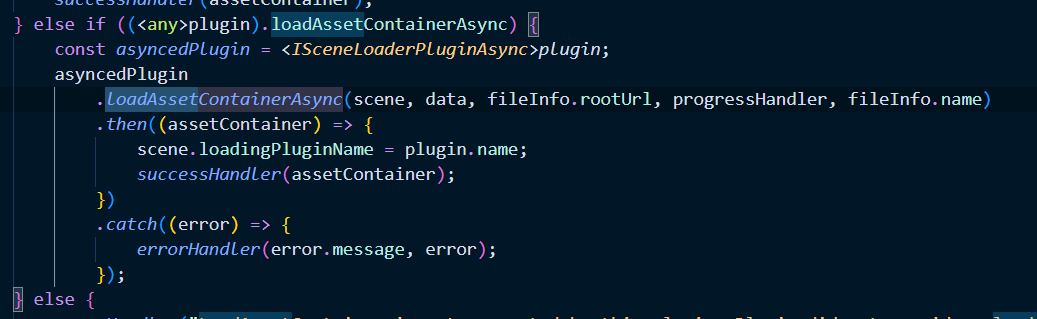 successHandler(assetContainer);
} else if ((<any>plugin).loadAssetContainerAsync) {
const asyncedPlugin = <ISceneLoaderPluginAsync>plugin;
asyncedPlugin
.loadAssetContainerAsync(scene, data, fileInfo.rootUrl, progressHandler, fileInfo.name)
.then((assetContainer) => {
scene.loadingPluginName = plugin.name;
successHandler(assetContainer);
})
.catch((error) => {
errorHandler(error.message, error);
});
} else {